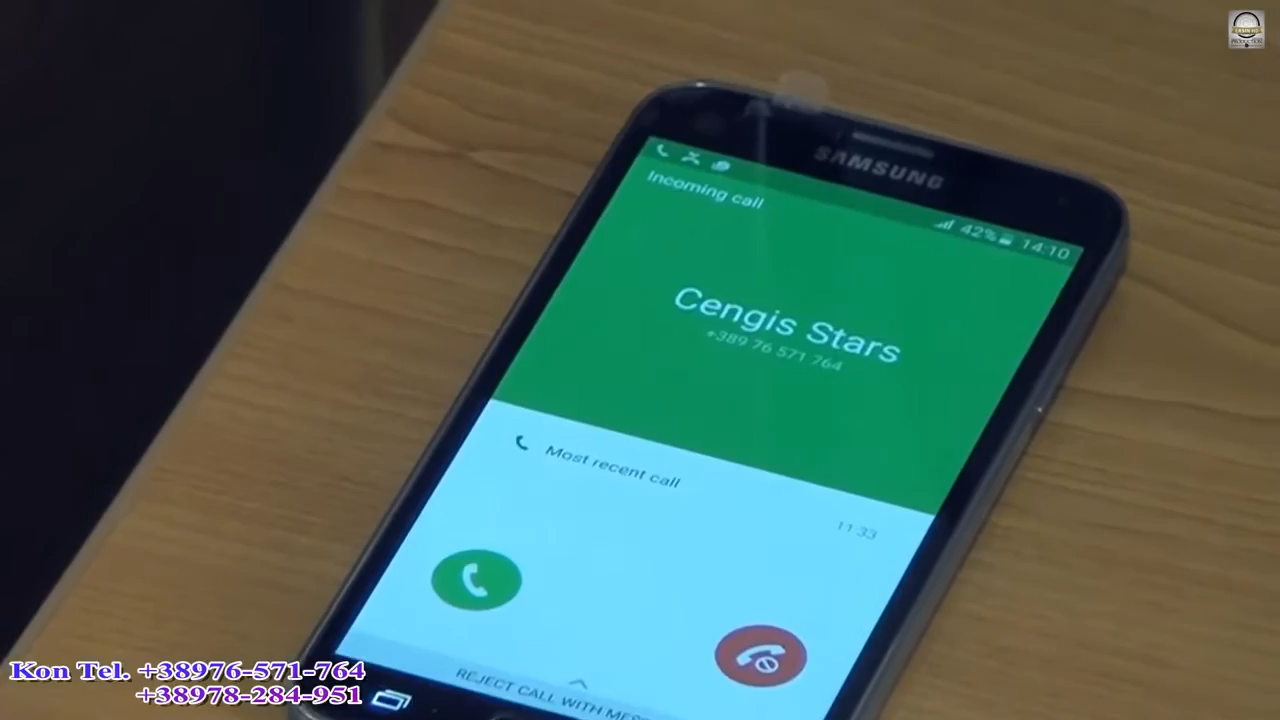 SAMSUNG
Incoming call
42% 14:10
Cengis Stars
+389 76 571 764
Most recent call
11:33
REJECT CALL WITH MESS
Kon Tel. +38976-571-764
+38978-284-951